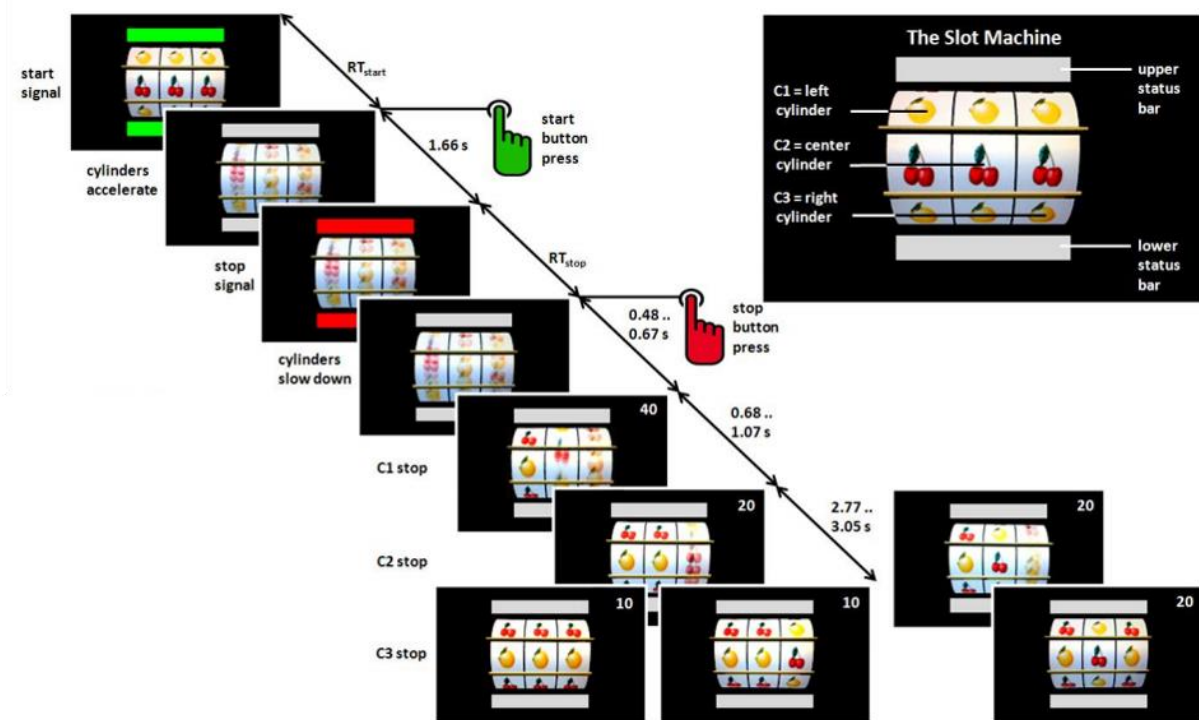 start
signal
RTstart
start
button
press
cylinders
accelerate
1.66 s
stop
signal
RTstop
stop
button
press
cylinders
slow down
0.48 ..
0.67 s
40
C1 stop
0.68 ..
1.07 s
20
C2 stop
2.77 ..
3.05 s
20
10
10
20
C3 stop
The Slot Machine
upper
status
bar
C1 = left
cylinder
C2 = center
cylinder
C3 = right
cylinder
lower
status
bar